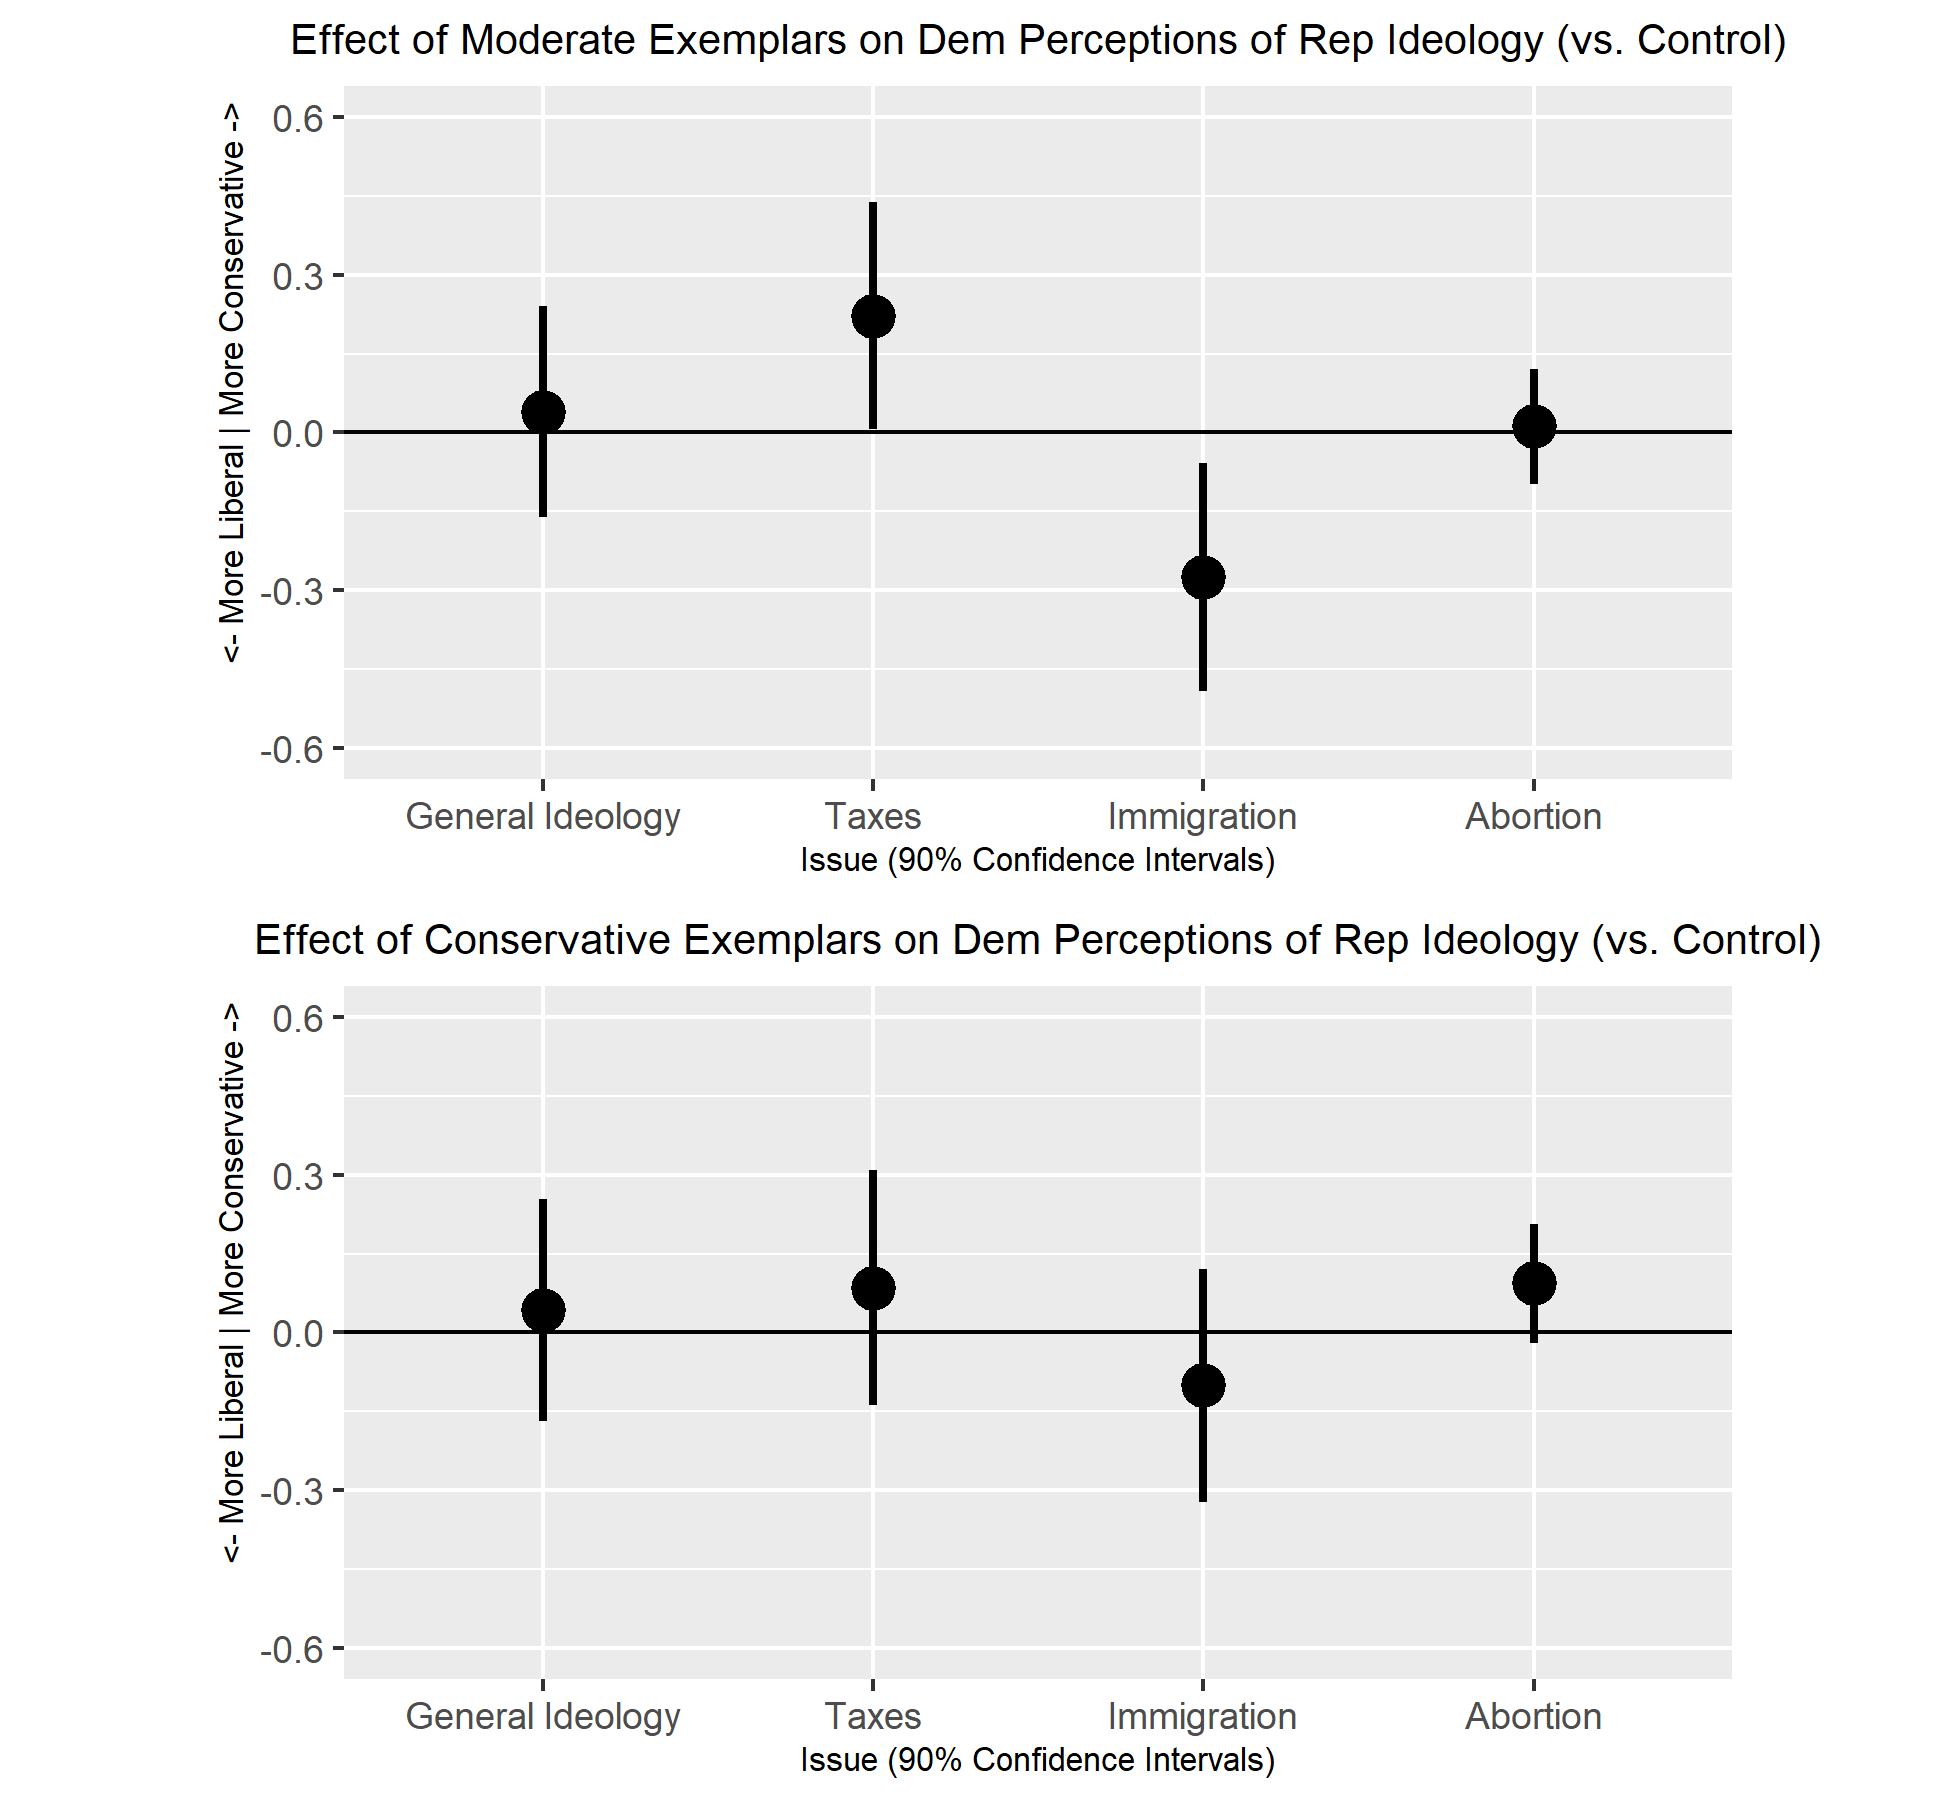 Effect of Moderate Exemplars on Dem Perceptions of Rep Ideology (vs. Control)
<- More Liberal | More Conservative ->
0.6
0.3
0.0
-0.3
-0.6
General Ideology Taxes Immigration Abortion
Issue (90% Confidence Intervals)
Effect of Conservative Exemplars on Dem Perceptions of Rep Ideology (vs. Control)
<- More Liberal | More Conservative ->
0.6
0.3
0.0
-0.3
-0.6
General Ideology Taxes Immigration Abortion
Issue (90% Confidence Intervals)